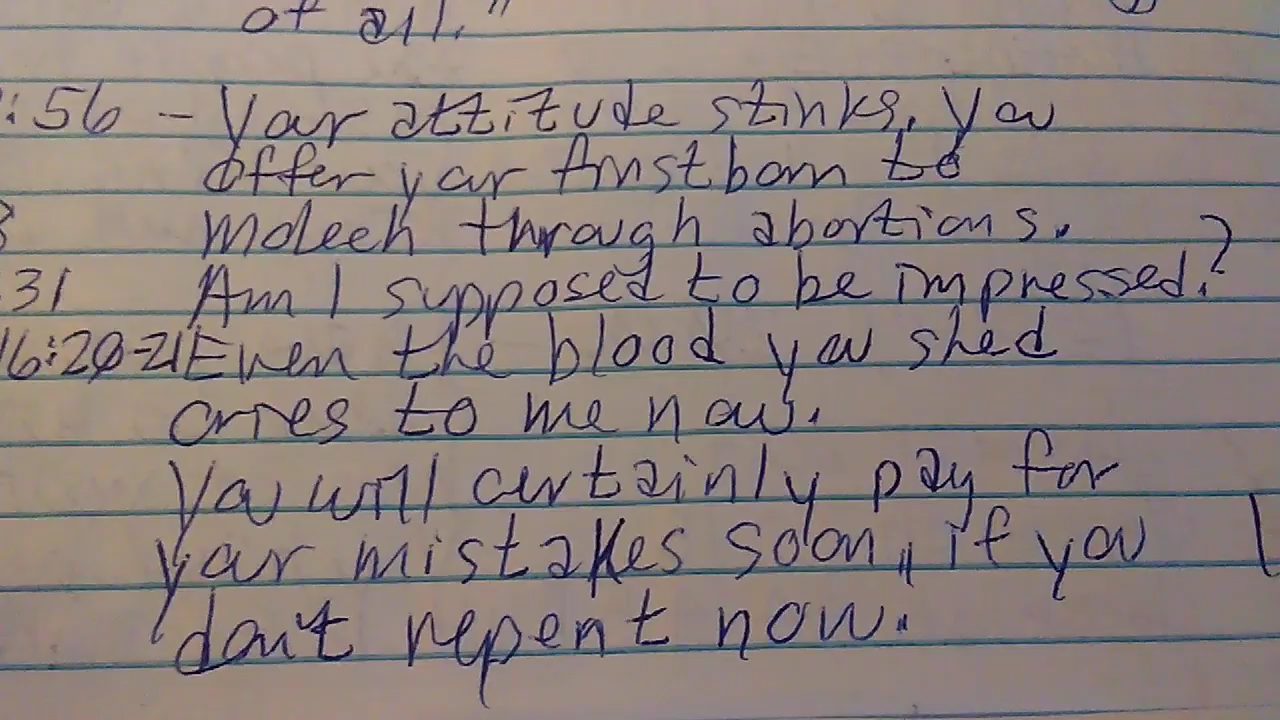 of all."
:56 - Your attitude stinks, you
offer your firstborn to
Molech through abortions.
31 Am I supposed to be impressed?
16:20-21 Even the blood you shed
cries to me now.
You will certainly pay for
your mistakes soon, if you
don't repent now.